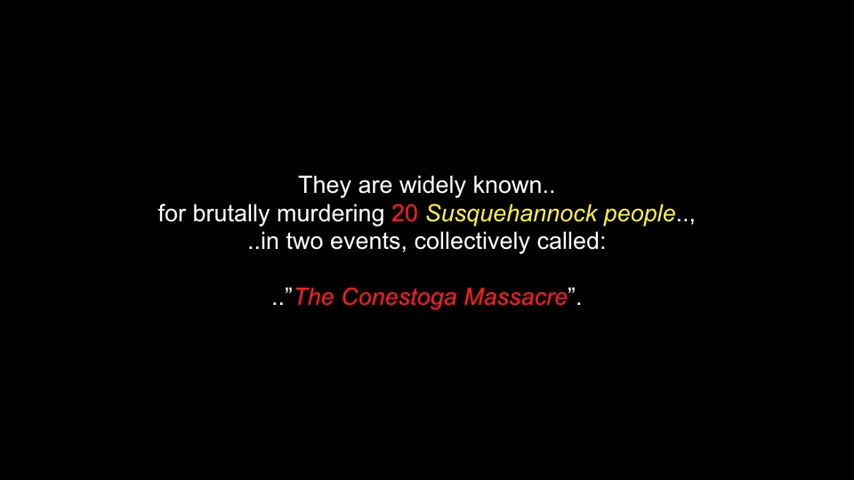 They are widely known..
for brutally murdering 20 Susquehannock people..,
..in two events, collectively called:
..”The Conestoga Massacre”.